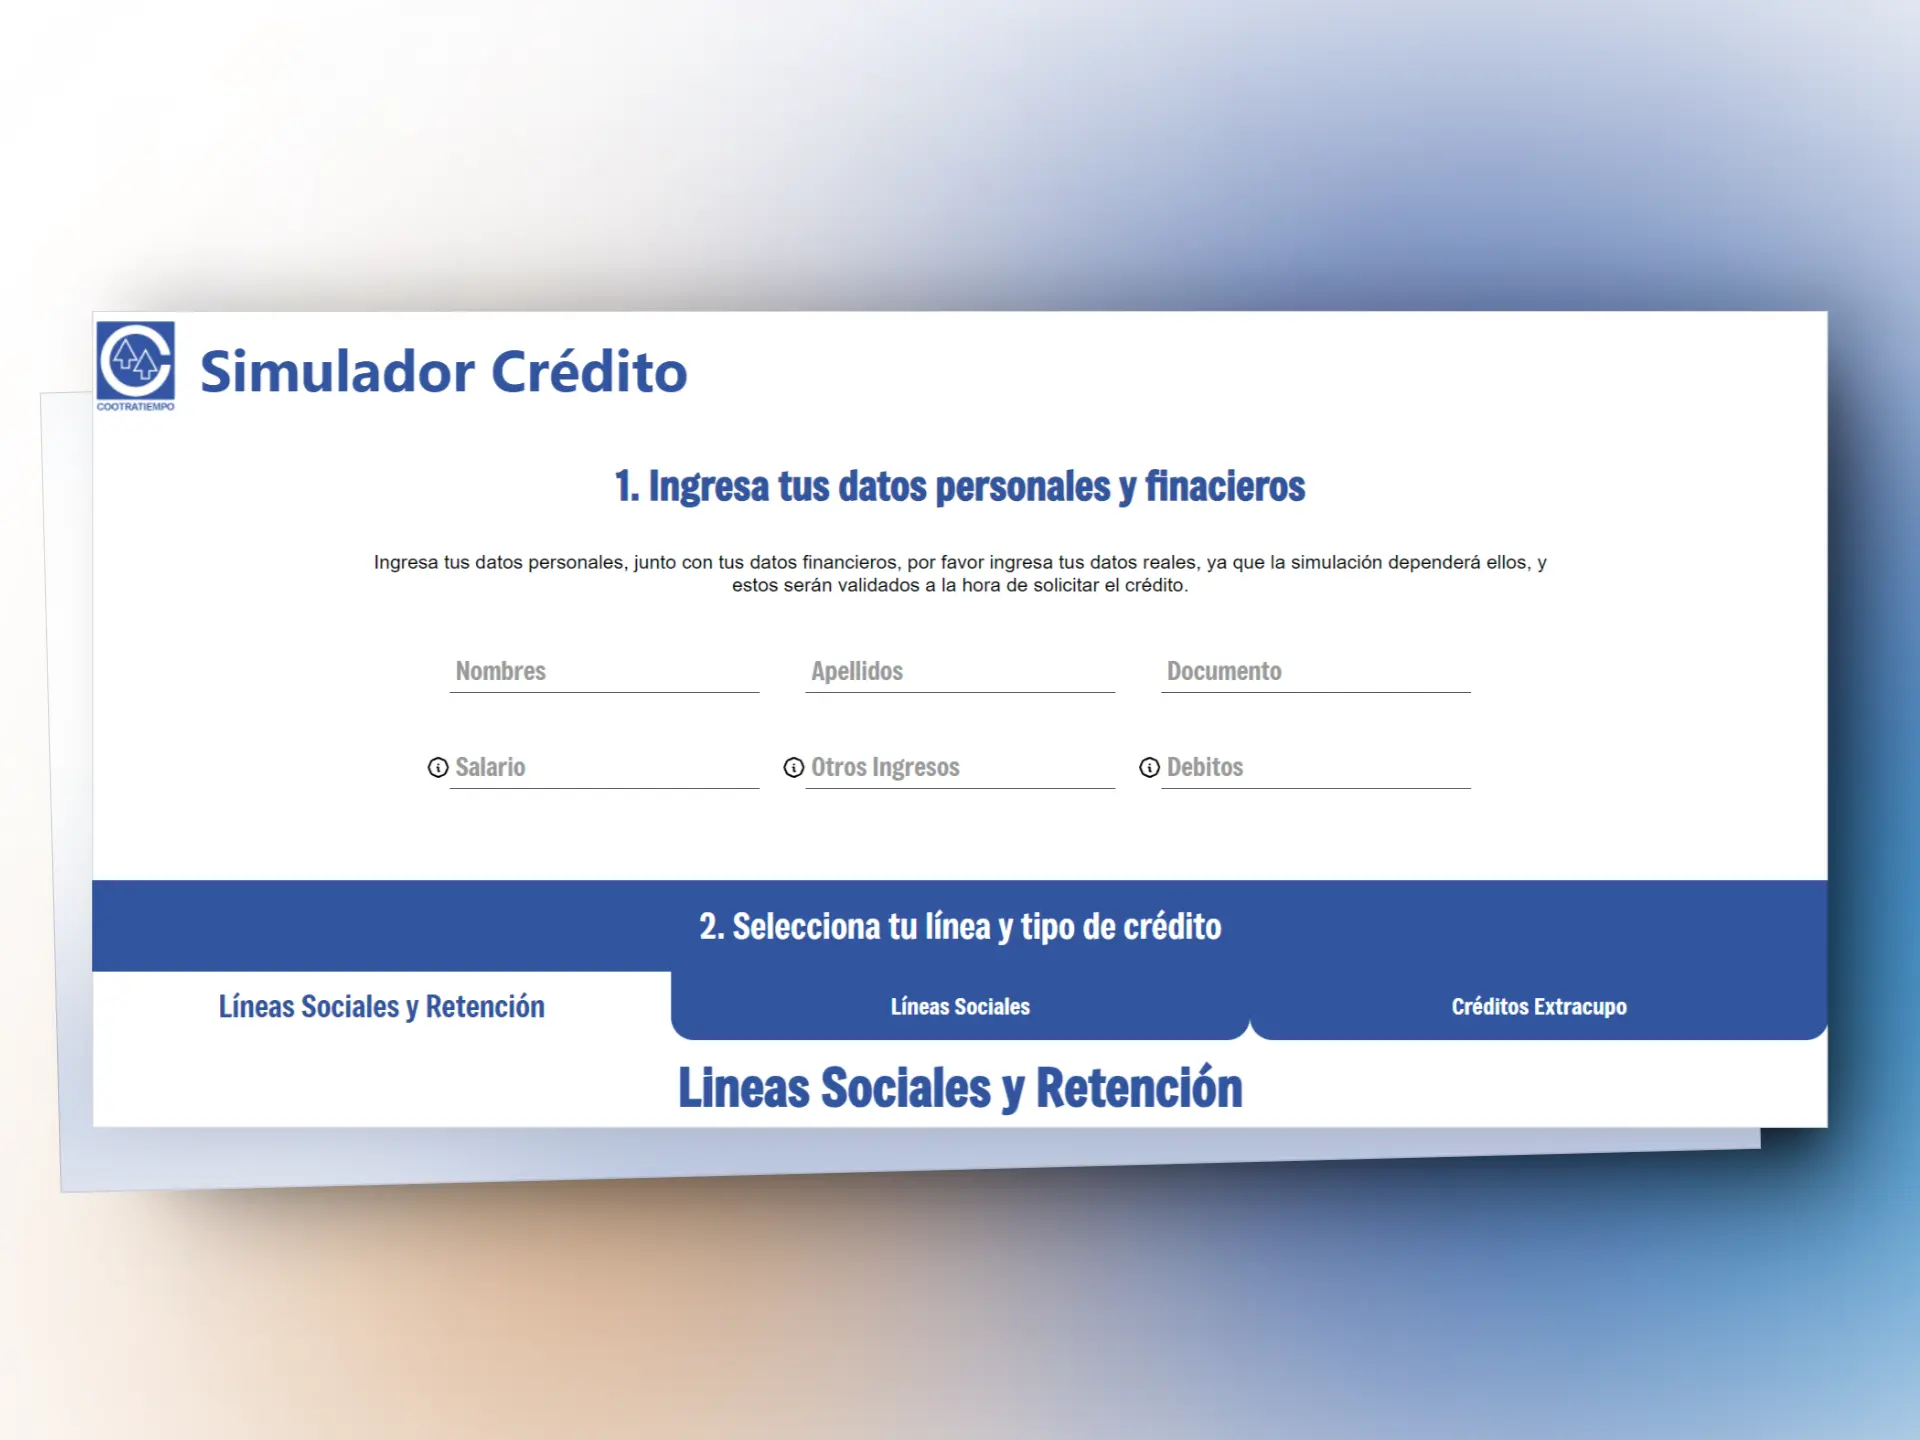 COOTRATIEMPO
Simulador Crédito
1. Ingresa tus datos personales y finacieros
Ingresa tus datos personales, junto con tus datos financieros, por favor ingresa tus datos reales, ya que la simulación dependerá ellos, y
estos serán validados a la hora de solicitar el crédito.
Nombres Apellidos Documento
Salario Otros Ingresos Debitos
2. Selecciona tu línea y tipo de crédito
Líneas Sociales y Retención Líneas Sociales Créditos Extracupo
Lineas Sociales y Retención